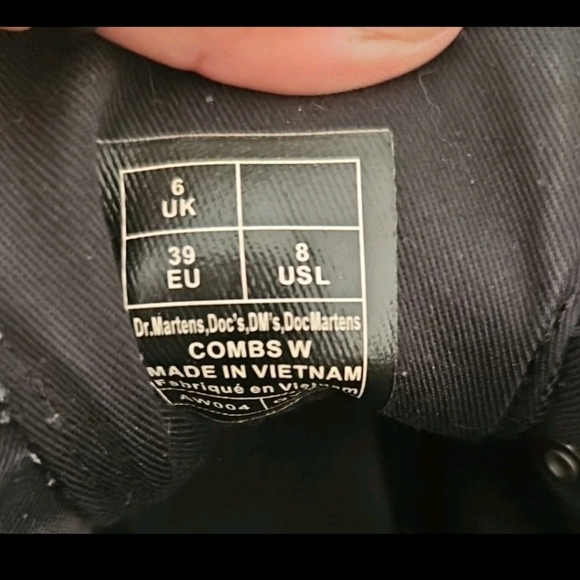 6
UK
39
EU
8
USL
Dr.Martens,Doc's,DM's,DocMartens
COMBS W
MADE IN VIETNAM
Fabriqué en Vietnam
AW004